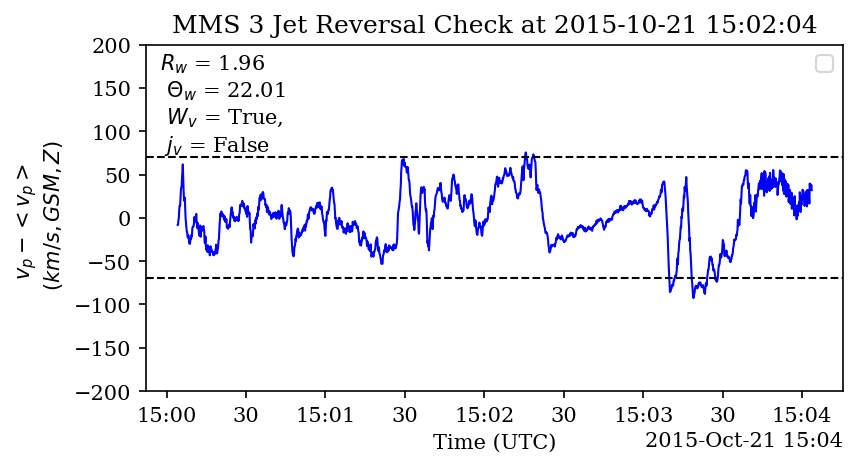 MMS 3 Jet Reversal Check at 2015-10-21 15:02:04
200
150
100
50
0
−50
−100
−150
−200
v_p − < v_p >
(km/s, GSM, Z)
R_w = 1.96
Θ_w = 22.01
W_v = True,
j_v = False
15:00 30 15:01 30 15:02 30 15:03 30 15:04
Time (UTC)
2015-Oct-21 15:04